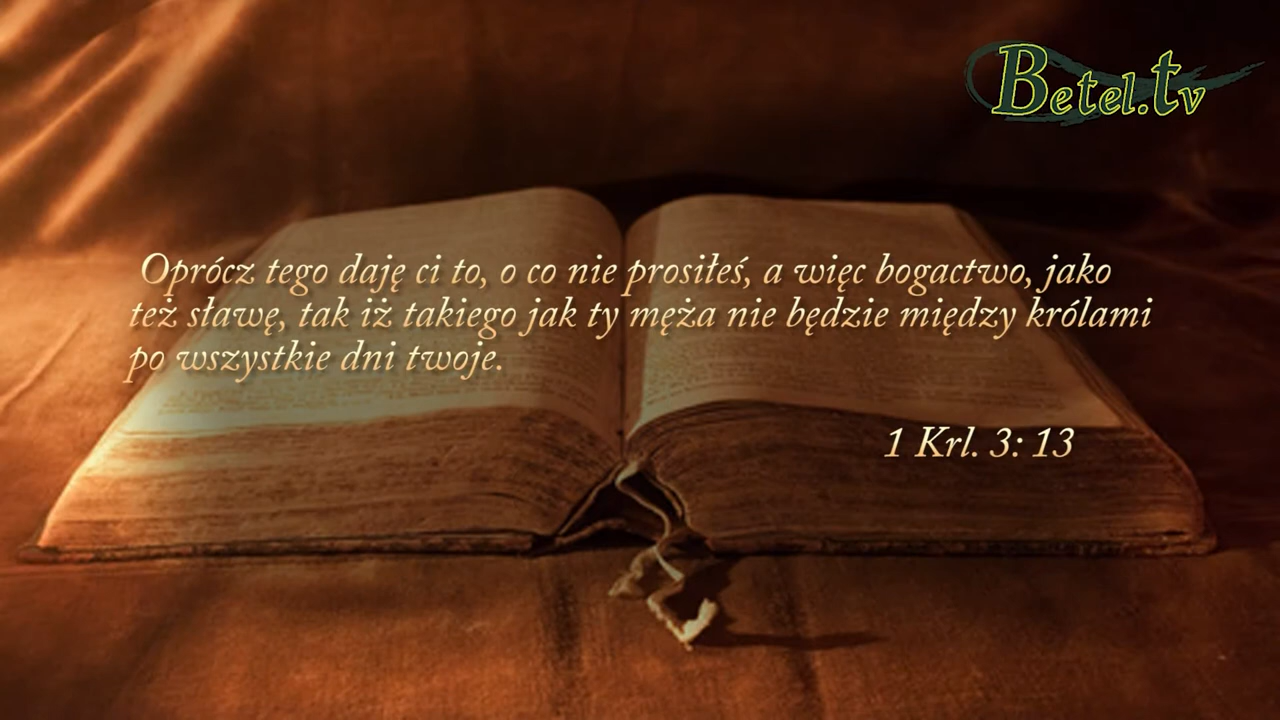 Betel.tv
Oprócz tego daję ci to, o co nie prosiłeś, a więc bogactwo, jako
też sławę, tak iż takiego jak ty męża nie będzie między królami
po wszystkie dni twoje.
1 Krl. 3: 13